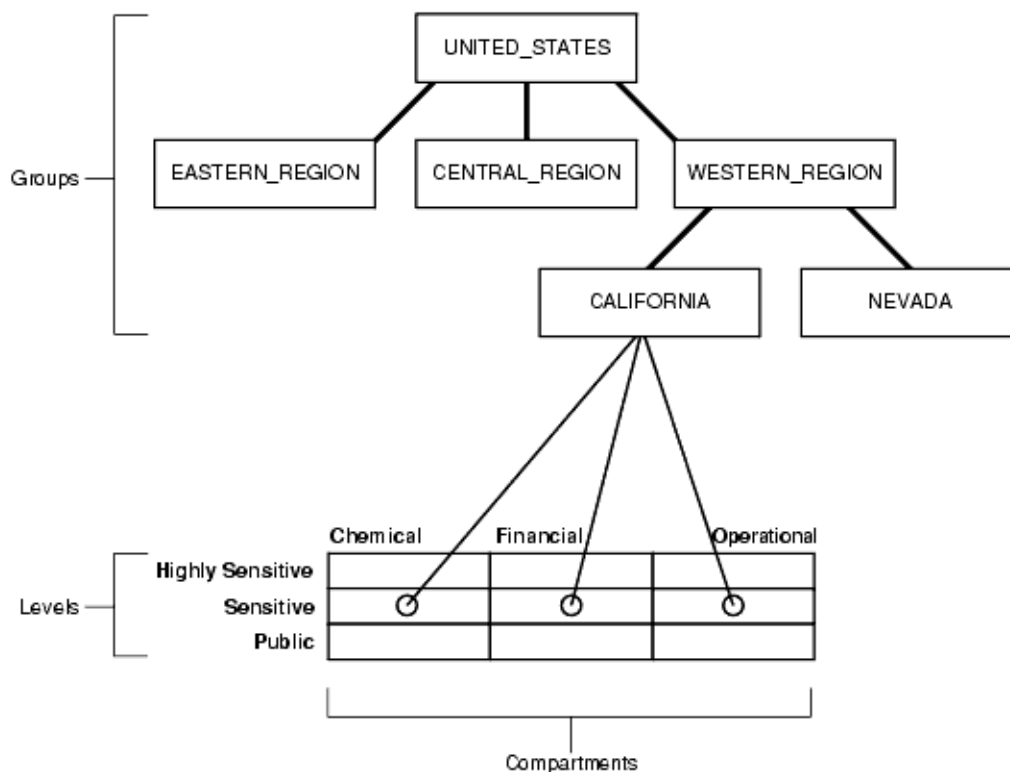 UNITED_STATES
EASTERN_REGION CENTRAL_REGION WESTERN_REGION
Groups
CALIFORNIA NEVADA
Chemical Financial Operational
Highly Sensitive
Levels Sensitive
Public
Compartments